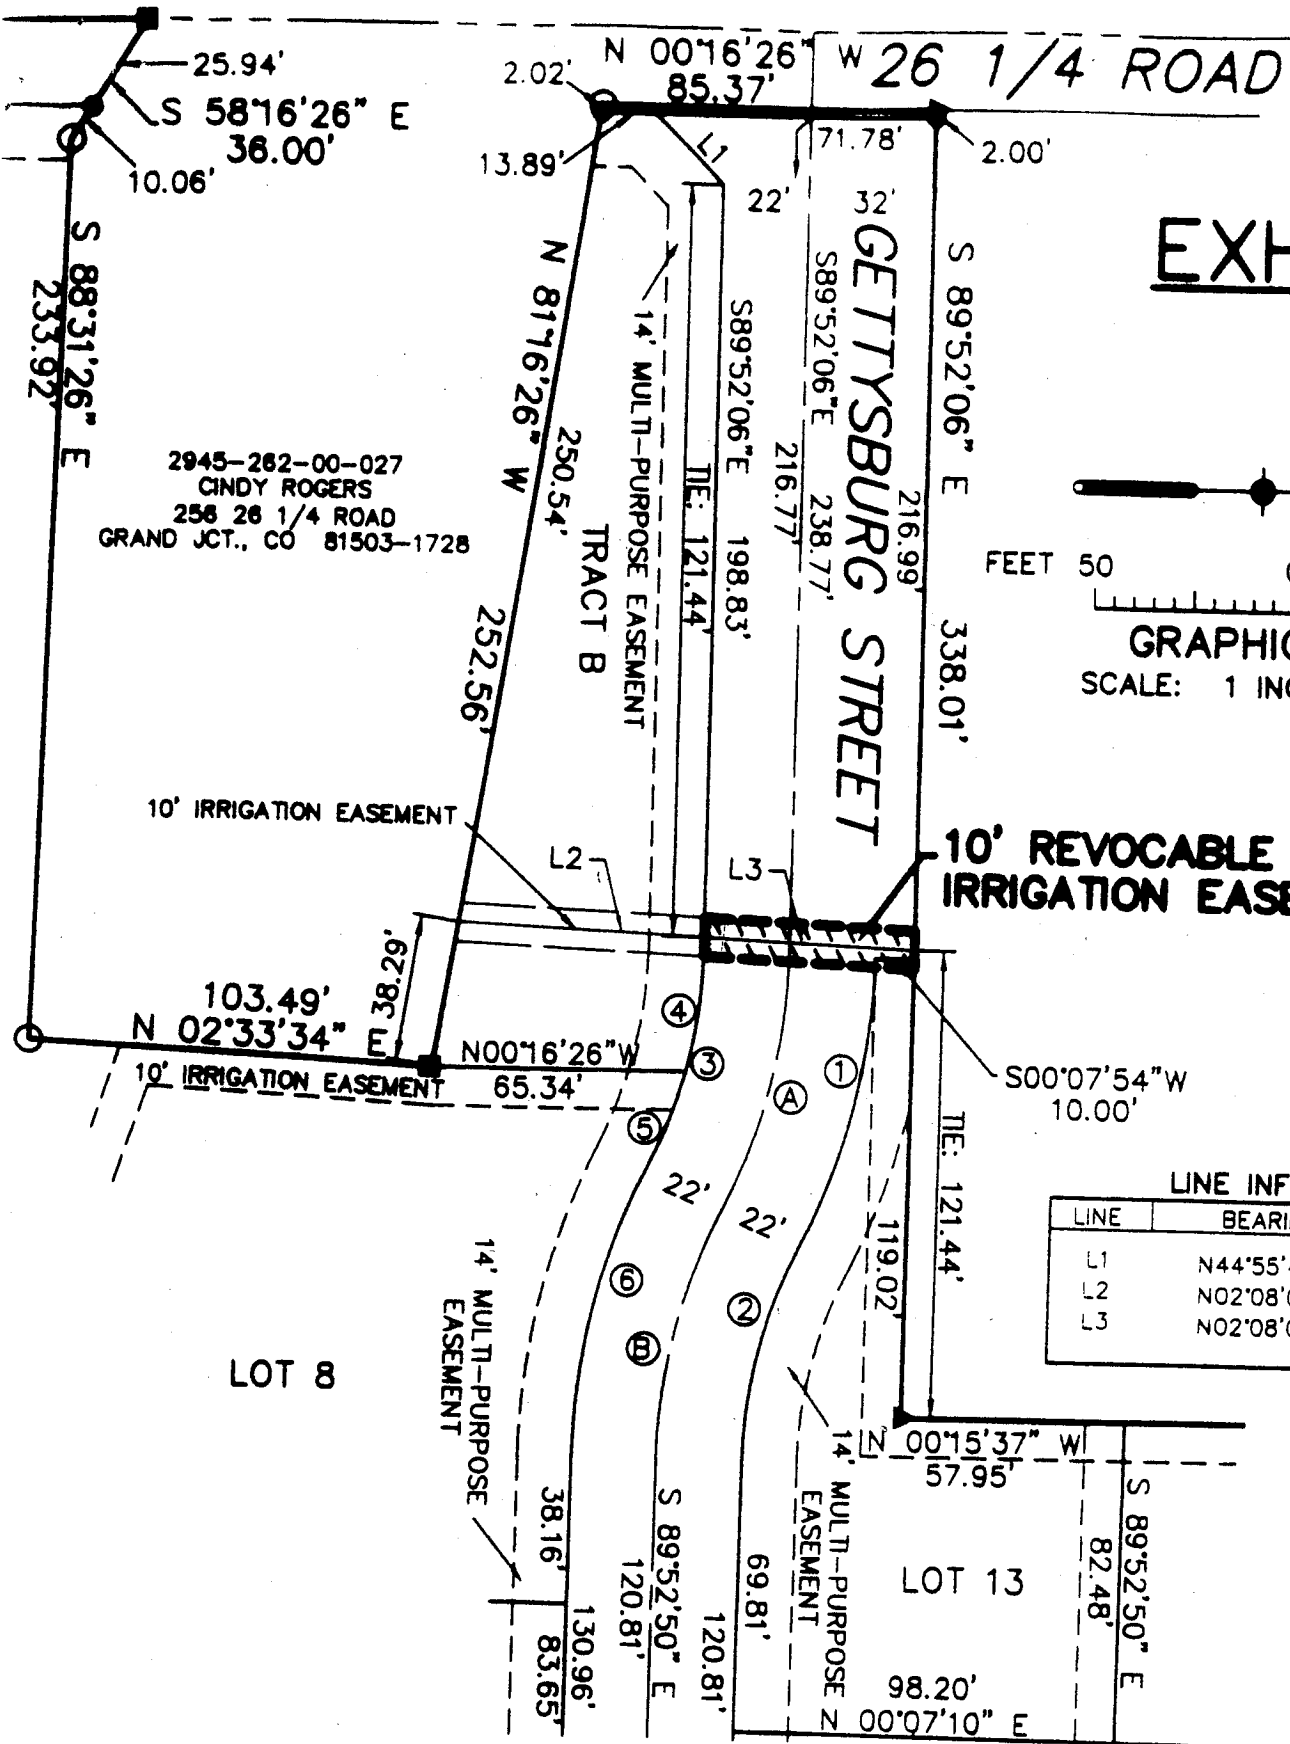 25.94'
S 58°16'26" E
36.00'
10.06'
2.02'
N 00°16'26" W
85.37'
26 1/4 ROAD
13.89'
L1
71.78'
2.00'
22'
32'
EXH
S 88°31'26" E
233.92'
N 81°16'26" W
250.54'
252.56'
14' MULTI-PURPOSE EASEMENT
TRACT B
S89°52'06"E 198.83'
TIE: 121.44'
S89°52'06"E 238.77'
216.77'
GETTYSBURG STREET
216.99'
S 89°52'06" E 338.01'
2945-262-00-027
CINDY ROGERS
256 26 1/4 ROAD
GRAND JCT., CO 81503-1728
FEET 50
GRAPHIC
SCALE: 1 INC
10' IRRIGATION EASEMENT
L2
L3
10' REVOCABLE
IRRIGATION EASE
38.29'
103.49'
N 02°33'34" E
10' IRRIGATION EASEMENT
N00°16'26"W
65.34'
4
3
5
A
1
6
B
2
22'
22'
S00°07'54"W
10.00'
TIE: 121.44'
119.02'
LINE INF
LINE BEARI
L1 N44°55'
L2 N02°08'0
L3 N02°08'0
LOT 8
14' MULTI-PURPOSE
EASEMENT
38.16'
130.96'
83.65'
S 89°52'50" E
120.81'
69.81'
120.81'
14' MULTI-PURPOSE
EASEMENT
N 00°15'37" W
57.95'
LOT 13
S 89°52'50" E
82.48'
98.20'
N 00°07'10" E